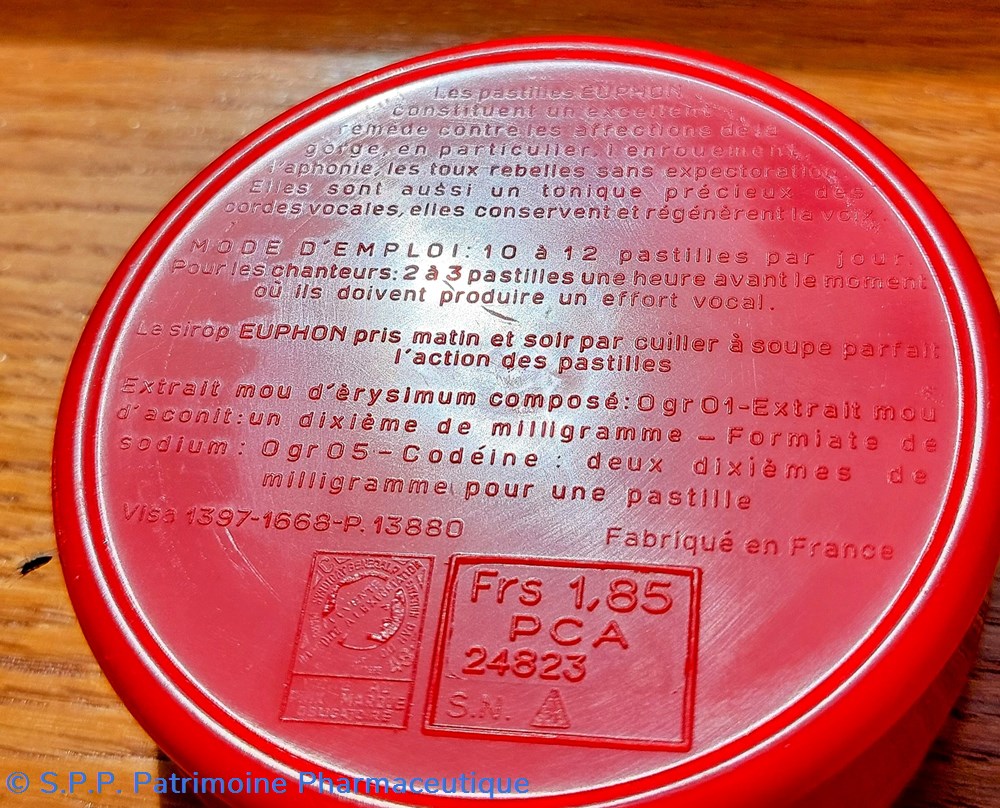 Les pastilles EUPHON
constituent un excellent
remède contre les affections de la
gorge, en particulier, l'enrouement,
l'aphonie, les toux rebelles sans expectoration
Elles sont aussi un tonique précieux des
cordes vocales, elles conservent et régénèrent la voix.
MODE D'EMPLOI: 10 à 12 pastilles par jour.
Pour les chanteurs: 2 à 3 pastilles une heure avant le moment
où ils doivent produire un effort vocal.
Le sirop EUPHON pris matin et soir par cuiller à soupe parfait
l'action des pastilles
Extrait mou d'èrysimum composé: 0 gr 01-Extrait mou
d'aconit: un dixième de milligramme – Formiate de
sodium: 0 gr 05 – Codéine : deux dixièmes de
milligramme pour une pastille
Visa 1397-1668-P. 13880
Fabriqué en France
Frs 1,85
PCA
24823
S.N.
© S.P.P. Patrimoine Pharmaceutique